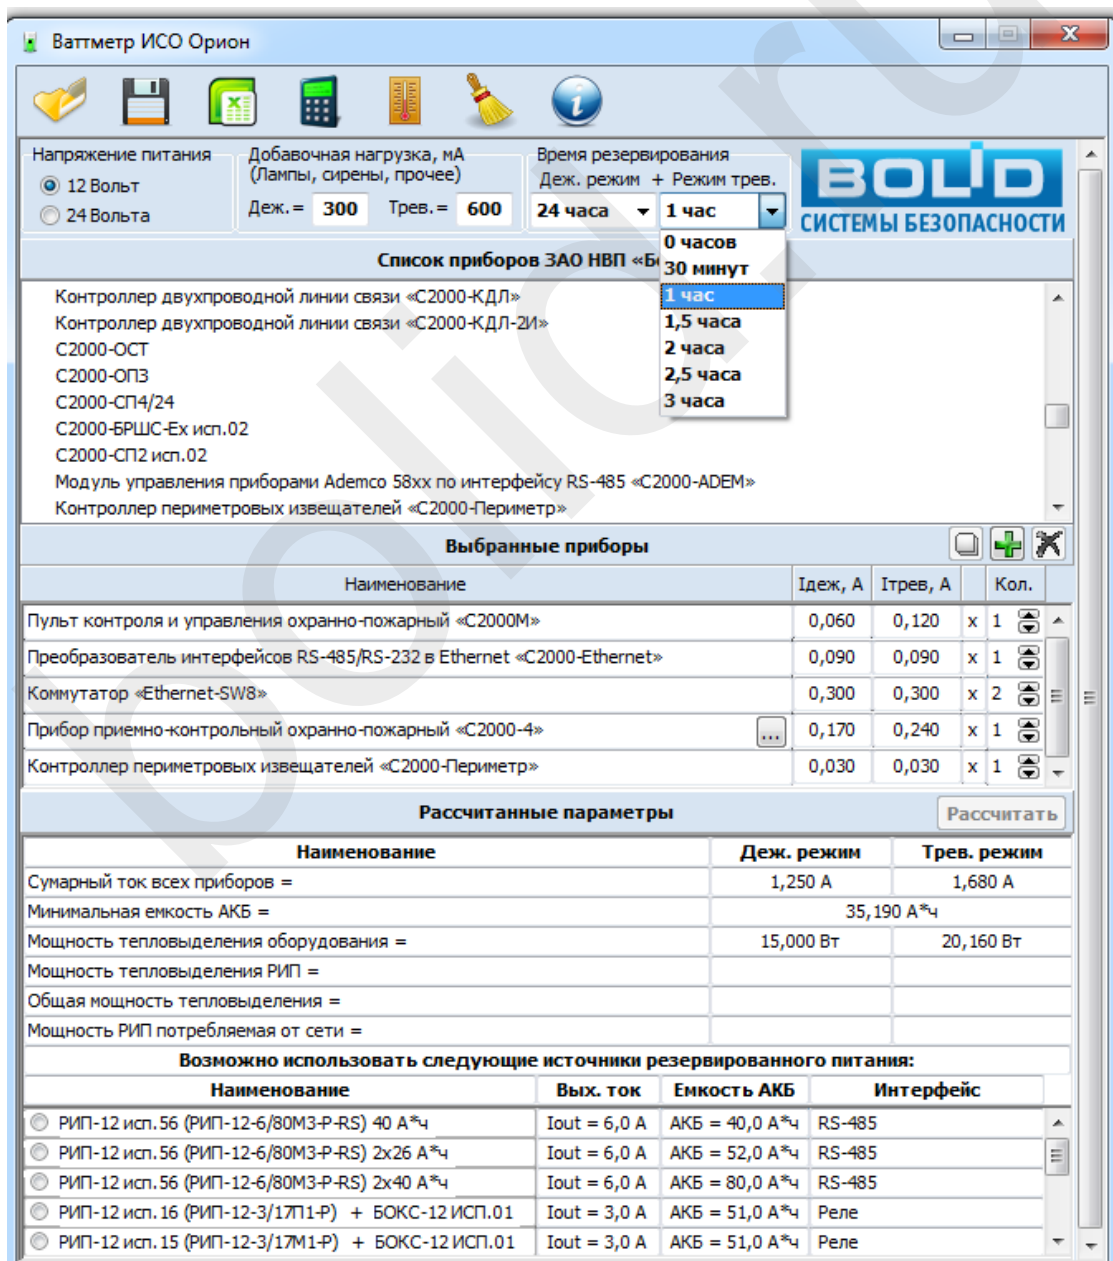 Ваттметр ИСО Орион
Напряжение питания
12 Вольт
24 Вольта
Добавочная нагрузка, мА
(Лампы, сирены, прочее)
Деж.= 300 Трев.= 600
Время резервирования
Деж. режим + Режим трев.
24 часа 1 час
0 часов
30 минут
1 час
1,5 часа
2 часа
2,5 часа
3 часа
BOLID
СИСТЕМЫ БЕЗОПАСНОСТИ
Список приборов ЗАО НВП «Б
Контроллер двухпроводной линии связи «С2000-КДЛ»
Контроллер двухпроводной линии связи «С2000-КДЛ-2И»
С2000-ОСТ
С2000-ОПЗ
С2000-СП4/24
С2000-БРШС-Ex исп.02
С2000-СП2 исп.02
Модуль управления приборами Ademco 58xx по интерфейсу RS-485 «С2000-ADEM»
Контроллер периметровых извещателей «С2000-Периметр»
Выбранные приборы
Наименование Iдеж, А Iтрев, А Кол.
Пульт контроля и управления охранно-пожарный «С2000М» 0,060 0,120 x 1
Преобразователь интерфейсов RS-485/RS-232 в Ethernet «C2000-Ethernet» 0,090 0,090 x 1
Коммутатор «Ethernet-SW8» 0,300 0,300 x 2
Прибор приемно-контрольный охранно-пожарный «С2000-4» ... 0,170 0,240 x 1
Контроллер периметровых извещателей «С2000-Периметр» 0,030 0,030 x 1
Рассчитанные параметры Рассчитать
Наименование Деж. режим Трев. режим
Сумарный ток всех приборов = 1,250 А 1,680 А
Минимальная емкость АКБ = 35,190 А*ч
Мощность тепловыделения оборудования = 15,000 Вт 20,160 Вт
Мощность тепловыделения РИП =
Общая мощность тепловыделения =
Мощность РИП потребляемая от сети =
Возможно использовать следующие источники резервированного питания:
Наименование Вых. ток Емкость АКБ Интерфейс
РИП-12 исп.56 (РИП-12-6/80М3-Р-RS) 40 А*ч Iout = 6,0 А АКБ = 40,0 А*ч RS-485
РИП-12 исп.56 (РИП-12-6/80М3-Р-RS) 2х26 А*ч Iout = 6,0 А АКБ = 52,0 А*ч RS-485
РИП-12 исп.56 (РИП-12-6/80М3-Р-RS) 2х40 А*ч Iout = 6,0 А АКБ = 80,0 А*ч RS-485
РИП-12 исп.16 (РИП-12-3/17П1-Р) + БОКС-12 ИСП.01 Iout = 3,0 А АКБ = 51,0 А*ч Реле
РИП-12 исп.15 (РИП-12-3/17М1-Р) + БОКС-12 ИСП.01 Iout = 3,0 А АКБ = 51,0 А*ч Реле
bolid.ru